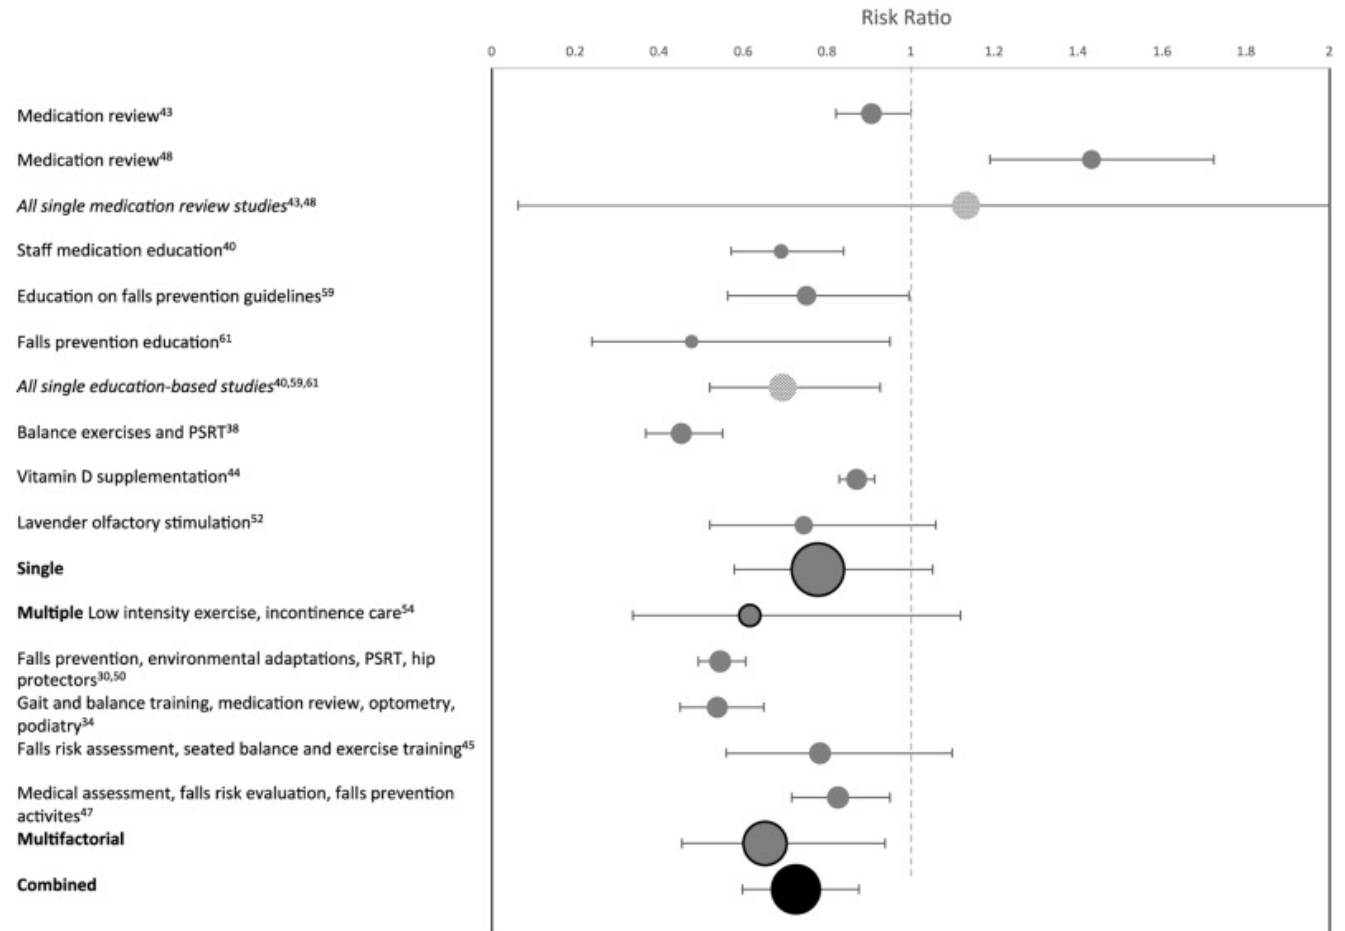 Risk Ratio
0 0.2 0.4 0.6 0.8 1 1.2 1.4 1.6 1.8 2
Medication review43
Medication review48
All single medication review studies43,48
Staff medication education40
Education on falls prevention guidelines59
Falls prevention education61
All single education-based studies40,59,61
Balance exercises and PSRT38
Vitamin D supplementation44
Lavender olfactory stimulation52
Single
Multiple Low intensity exercise, incontinence care54
Falls prevention, environmental adaptations, PSRT, hip
protectors30,50
Gait and balance training, medication review, optometry,
podiatry34
Falls risk assessment, seated balance and exercise training45
Medical assessment, falls risk evaluation, falls prevention
activites47
Multifactorial
Combined